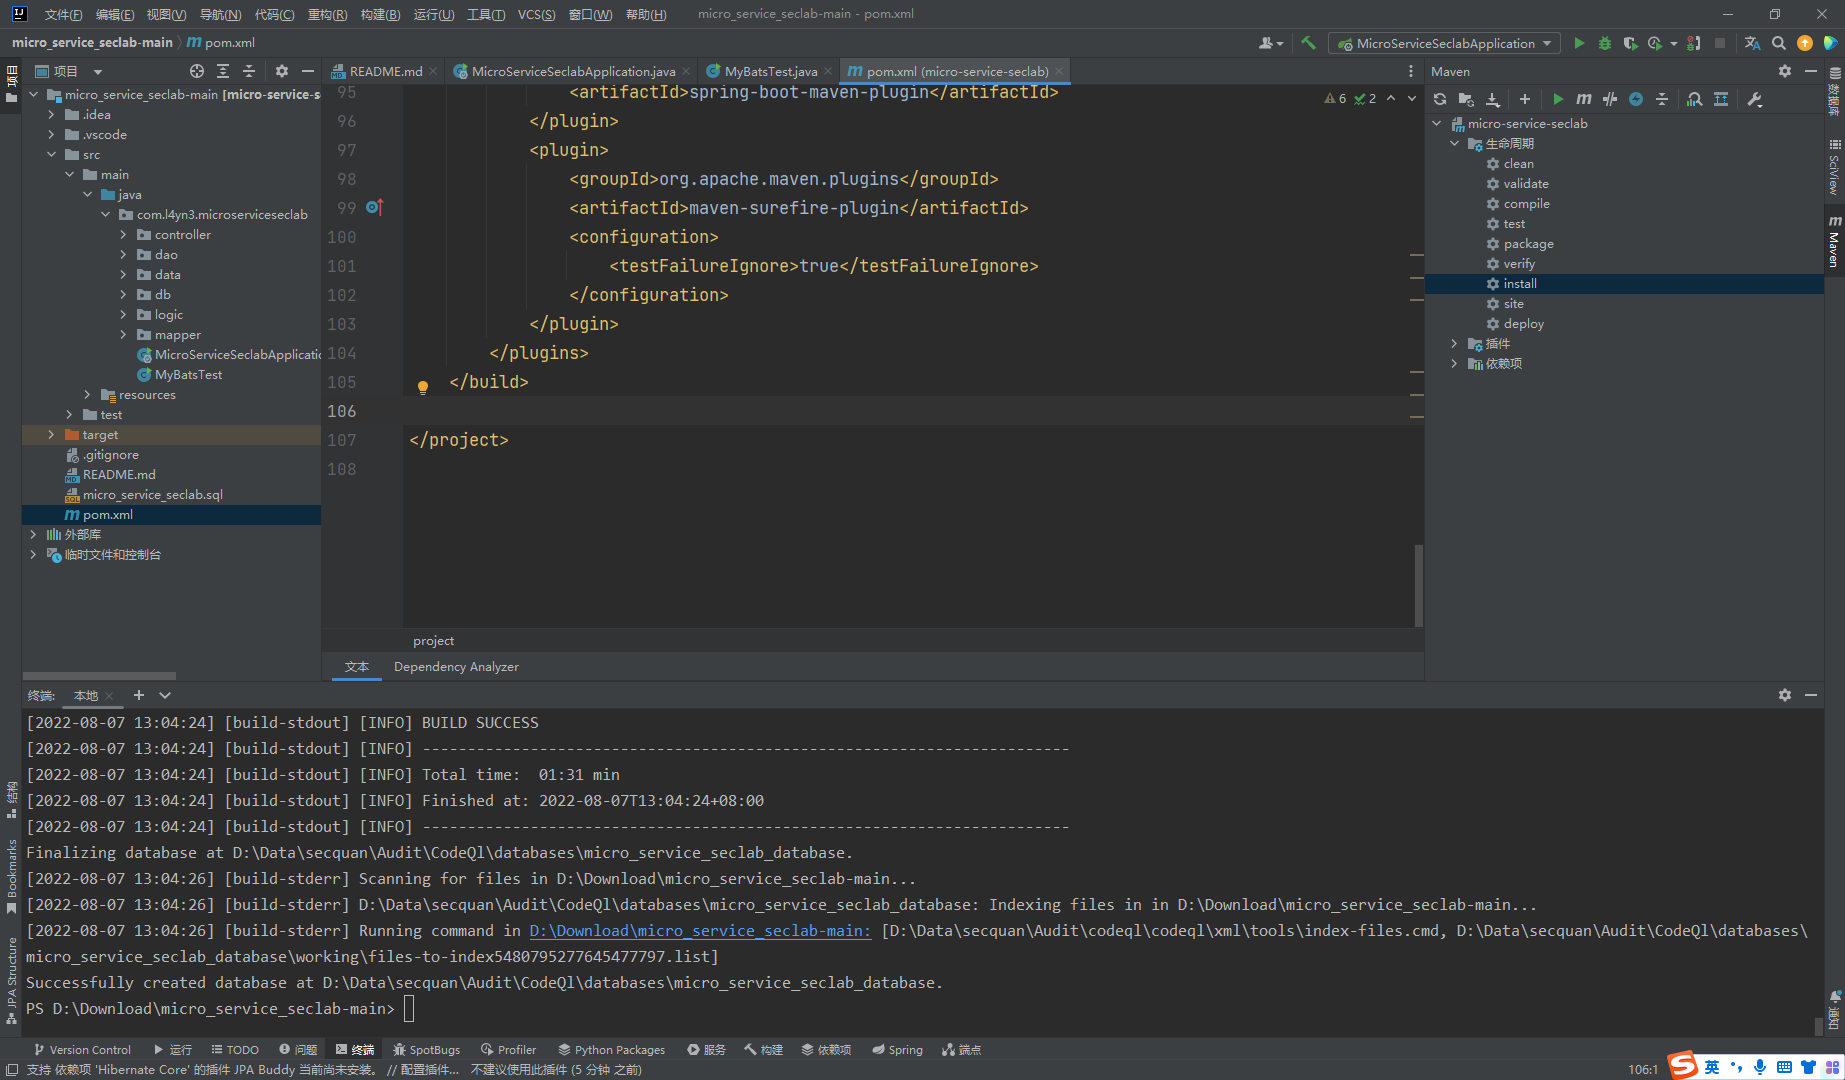 文件(F) 编辑(E) 视图(V) 导航(N) 代码(C) 重构(R) 构建(B) 运行(U) 工具(T) VCS(S) 窗口(W) 帮助(H) micro_service_seclab-main - pom.xml
micro_service_seclab-main pom.xml MicroServiceSeclabApplication
项目
README.md MicroServiceSeclabApplication.java MyBatsTest.java pom.xml (micro-service-seclab)
Maven
micro_service_seclab-main [micro-service-s
.idea
.vscode
src
main
java
com.l4yn3.microserviceseclab
controller
dao
data
db
logic
mapper
MicroServiceSeclabApplicatic
MyBatsTest
resources
test
target
.gitignore
README.md
micro_service_seclab.sql
pom.xml
外部库
临时文件和控制台
6 2
95 <artifactId>spring-boot-maven-plugin</artifactId>
96 </plugin>
97 <plugin>
98 <groupId>org.apache.maven.plugins</groupId>
99 <artifactId>maven-surefire-plugin</artifactId>
100 <configuration>
101 <testFailureIgnore>true</testFailureIgnore>
102 </configuration>
103 </plugin>
104 </plugins>
105 </build>
106
107 </project>
108
project
文本 Dependency Analyzer
micro-service-seclab
生命周期
clean
validate
compile
test
package
verify
install
site
deploy
插件
依赖项
项目
结构
Bookmarks
JPA Structure
数据库
SciView
Maven
通知
终端: 本地
[2022-08-07 13:04:24] [build-stdout] [INFO] BUILD SUCCESS
[2022-08-07 13:04:24] [build-stdout] [INFO] ------------------------------------------------------------------------
[2022-08-07 13:04:24] [build-stdout] [INFO] Total time:  01:31 min
[2022-08-07 13:04:24] [build-stdout] [INFO] Finished at: 2022-08-07T13:04:24+08:00
[2022-08-07 13:04:24] [build-stdout] [INFO] ------------------------------------------------------------------------
Finalizing database at D:\Data\secquan\Audit\CodeQl\databases\micro_service_seclab_database.
[2022-08-07 13:04:26] [build-stderr] Scanning for files in D:\Download\micro_service_seclab-main...
[2022-08-07 13:04:26] [build-stderr] D:\Data\secquan\Audit\CodeQl\databases\micro_service_seclab_database: Indexing files in in D:\Download\micro_service_seclab-main...
[2022-08-07 13:04:26] [build-stderr] Running command in D:\Download\micro_service_seclab-main: [D:\Data\secquan\Audit\codeql\codeql\xml\tools\index-files.cmd, D:\Data\secquan\Audit\CodeQl\databases\
micro_service_seclab_database\working\files-to-index5480795277645477797.list]
Successfully created database at D:\Data\secquan\Audit\CodeQl\databases\micro_service_seclab_database.
PS D:\Download\micro_service_seclab-main>
Version Control 运行 TODO 问题 终端 SpotBugs Profiler Python Packages 服务 构建 依赖项 Spring 端点
支持 依赖项 'Hibernate Core' 的插件 JPA Buddy 当前尚未安装。 // 配置插件... 不建议使用此插件 (5 分钟 之前) 106:1 英